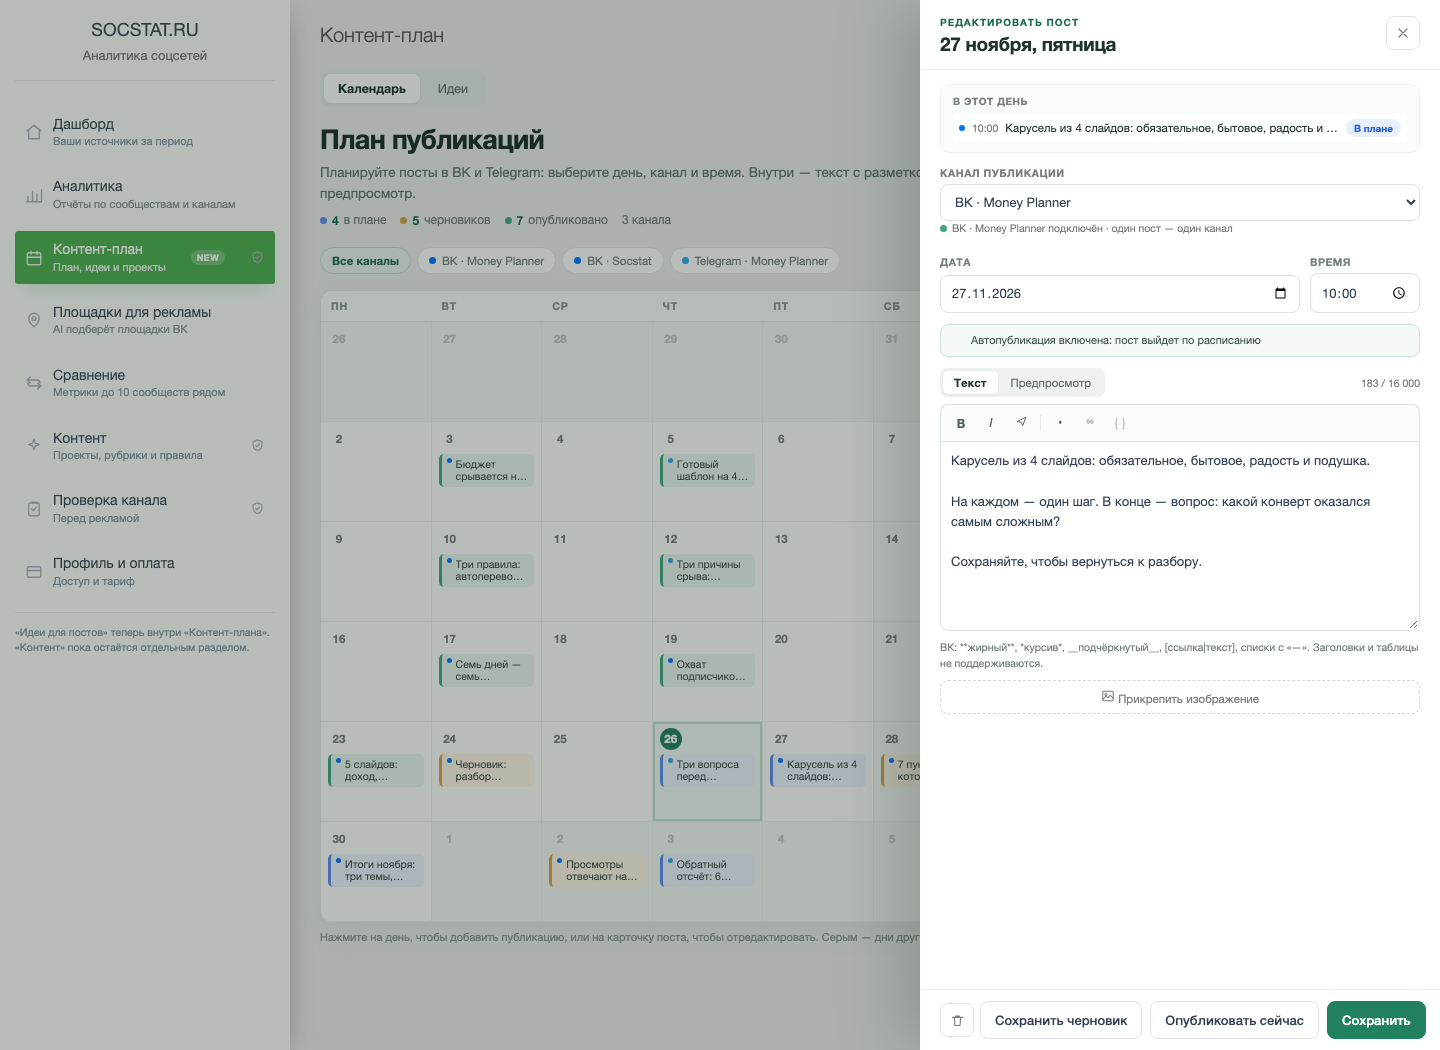 SOCSTAT.RU
Аналитика соцсетей
Дашборд
Ваши источники за период
Аналитика
Отчёты по сообществам и каналам
Контент-план
План, идеи и проекты
NEW
Площадки для рекламы
AI подберёт площадки ВК
Сравнение
Метрики до 10 сообществ рядом
Контент
Проекты, рубрики и правила
Проверка канала
Перед рекламой
Профиль и оплата
Доступ и тариф
«Идеи для постов» теперь внутри «Контент-плана».
«Контент» пока остаётся отдельным разделом.
Контент-план
Календарь Идеи
План публикаций
Планируйте посты в ВК и Telegram: выберите день, канал и время. Внутри — текст с разметко
предпросмотр.
4 в плане 5 черновиков 7 опубликовано 3 канала
Все каналы ВК · Money Planner ВК · Socstat Telegram · Money Planner
ПН ВТ СР ЧТ ПТ СБ
26 27 28 29 30 31
2 3 4 5 6 7
Бюджет
срывается н…
Готовый
шаблон на 4…
9 10 11 12 13 14
Три правила:
автоперево…
Три причины
срыва:…
16 17 18 19 20 21
Семь дней —
семь…
Охват
подписчико…
23 24 25 26 27 28
5 слайдов:
доход,…
Черновик:
разбор…
Три вопроса
перед…
Карусель из 4
слайдов:…
7 пун
кото
30 1 2 3 4 5
Итоги ноября:
три темы,…
Просмотры
отвечают на…
Обратный
отсчёт: 6…
Нажмите на день, чтобы добавить публикацию, или на карточку поста, чтобы отредактировать. Серым — дни друг
РЕДАКТИРОВАТЬ ПОСТ
27 ноября, пятница
В ЭТОТ ДЕНЬ
10:00 Карусель из 4 слайдов: обязательное, бытовое, радость и … В плане
КАНАЛ ПУБЛИКАЦИИ
ВК · Money Planner
ВК · Money Planner подключён · один пост — один канал
ДАТА ВРЕМЯ
27.11.2026 10:00
Автопубликация включена: пост выйдет по расписанию
Текст Предпросмотр 183 / 16 000
B I • ❝ { }
Карусель из 4 слайдов: обязательное, бытовое, радость и подушка.
На каждом — один шаг. В конце — вопрос: какой конверт оказался
самым сложным?
Сохраняйте, чтобы вернуться к разбору.
ВК: **жирный**, *курсив*, __подчёркнутый__, [ссылка|текст], списки с «—». Заголовки и таблицы
не поддерживаются.
Прикрепить изображение
Сохранить черновик Опубликовать сейчас Сохранить